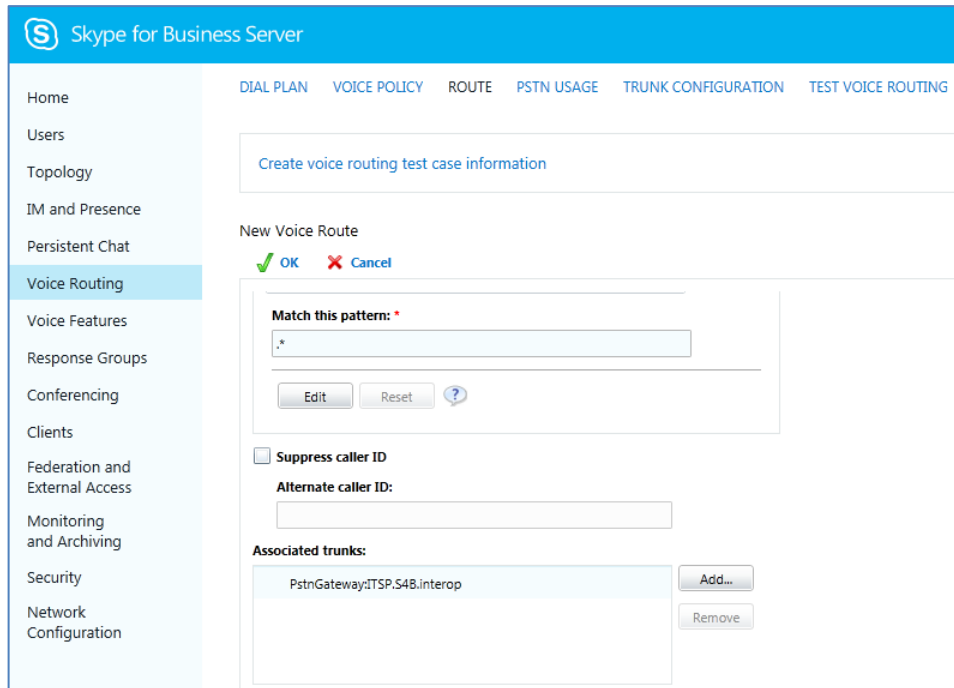 Skype for Business Server
Home
Users
Topology
IM and Presence
Persistent Chat
Voice Routing
Voice Features
Response Groups
Conferencing
Clients
Federation and
External Access
Monitoring
and Archiving
Security
Network
Configuration
DIAL PLAN VOICE POLICY ROUTE PSTN USAGE TRUNK CONFIGURATION TEST VOICE ROUTING
Create voice routing test case information
New Voice Route
OK Cancel
Match this pattern: *
.*
Edit Reset ?
Suppress caller ID
Alternate caller ID:
Associated trunks:
PstnGateway:ITSP.S4B.interop
Add...
Remove